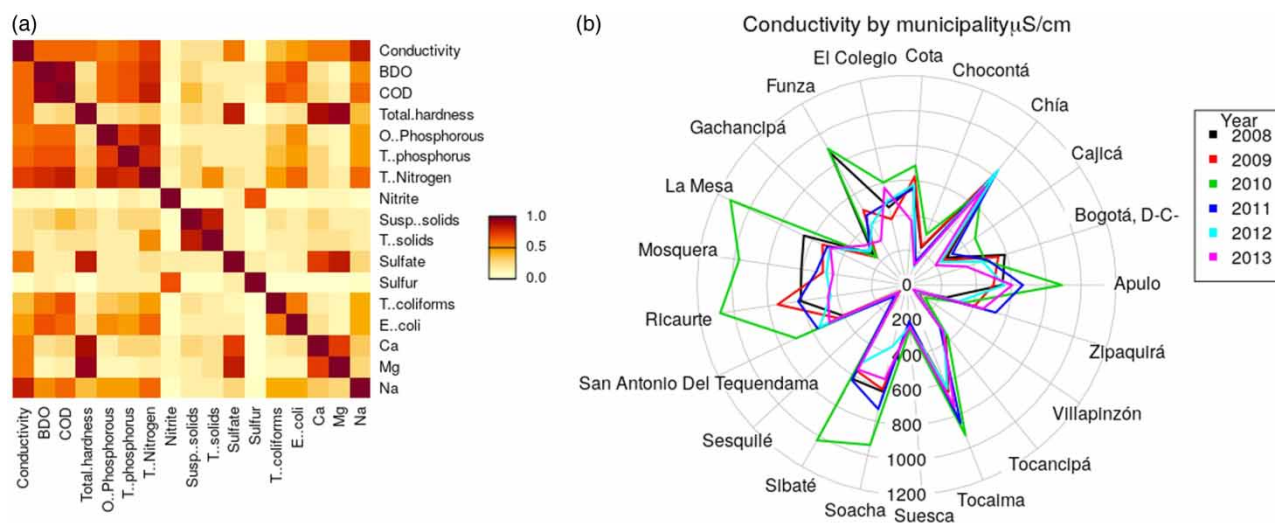 (a)
Conductivity
BDO
COD
Total.hardness
O..Phosphorous
T..phosphorus
T..Nitrogen
Nitrite
Susp..solids
T..solids
Sulfate
Sulfur
T..coliforms
E..coli
Ca
Mg
Na
Conductivity
BDO
COD
Total.hardness
O..Phosphorous
T..phosphorus
T..Nitrogen
Nitrite
Susp..solids
T..solids
Sulfate
Sulfur
T..coliforms
E..coli
Ca
Mg
Na
1.0
0.5
0.0
(b)
Conductivity by municipalityµS/cm
Apulo
Bogotá, D-C-
Cajicá
Chía
Chocontá
Cota
El Colegio
Funza
Gachancipá
La Mesa
Mosquera
Ricaurte
San Antonio Del Tequendama
Sesquilé
Sibaté
Soacha
Suesca
Tocaima
Tocancipá
Villapinzón
Zipaquirá
0
200
400
600
800
1000
1200
Year
2008
2009
2010
2011
2012
2013